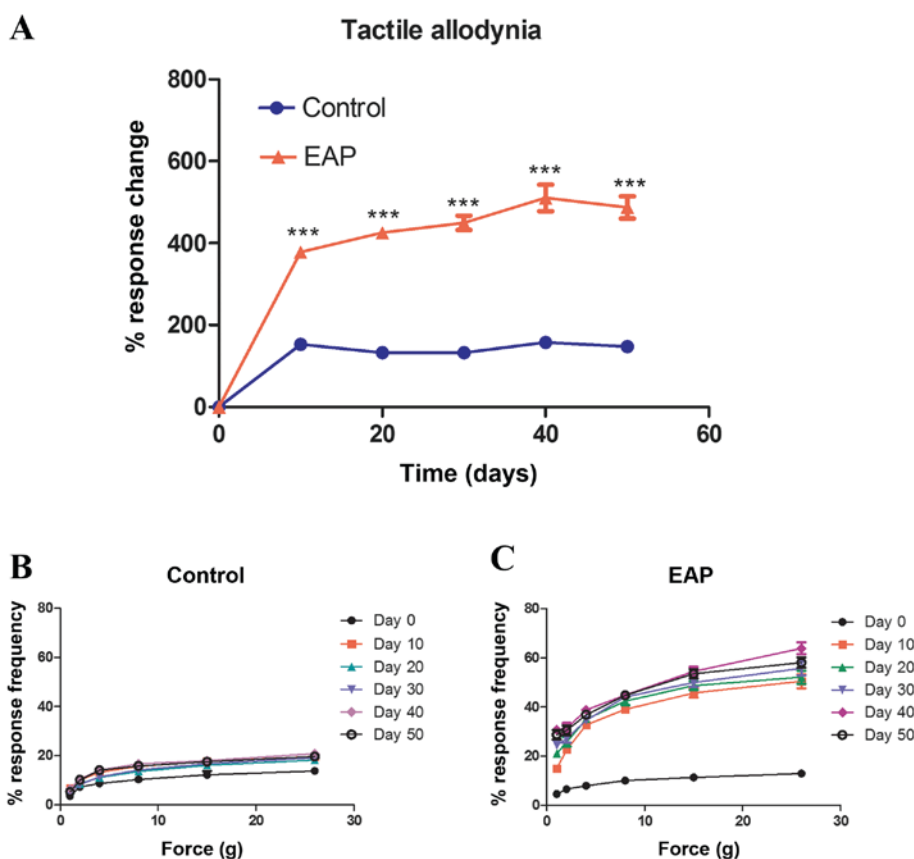 A
Tactile allodynia
% response change
800
600
400
200
0
Control
EAP
***
***
***
***
***
0
20
40
60
Time (days)
B
Control
% response frequency
80
60
40
20
0
0
10
20
30
Force (g)
Day 0
Day 10
Day 20
Day 30
Day 40
Day 50
C
EAP
% response frequency
80
60
40
20
0
0
10
20
30
Force (g)
Day 0
Day 10
Day 20
Day 30
Day 40
Day 50